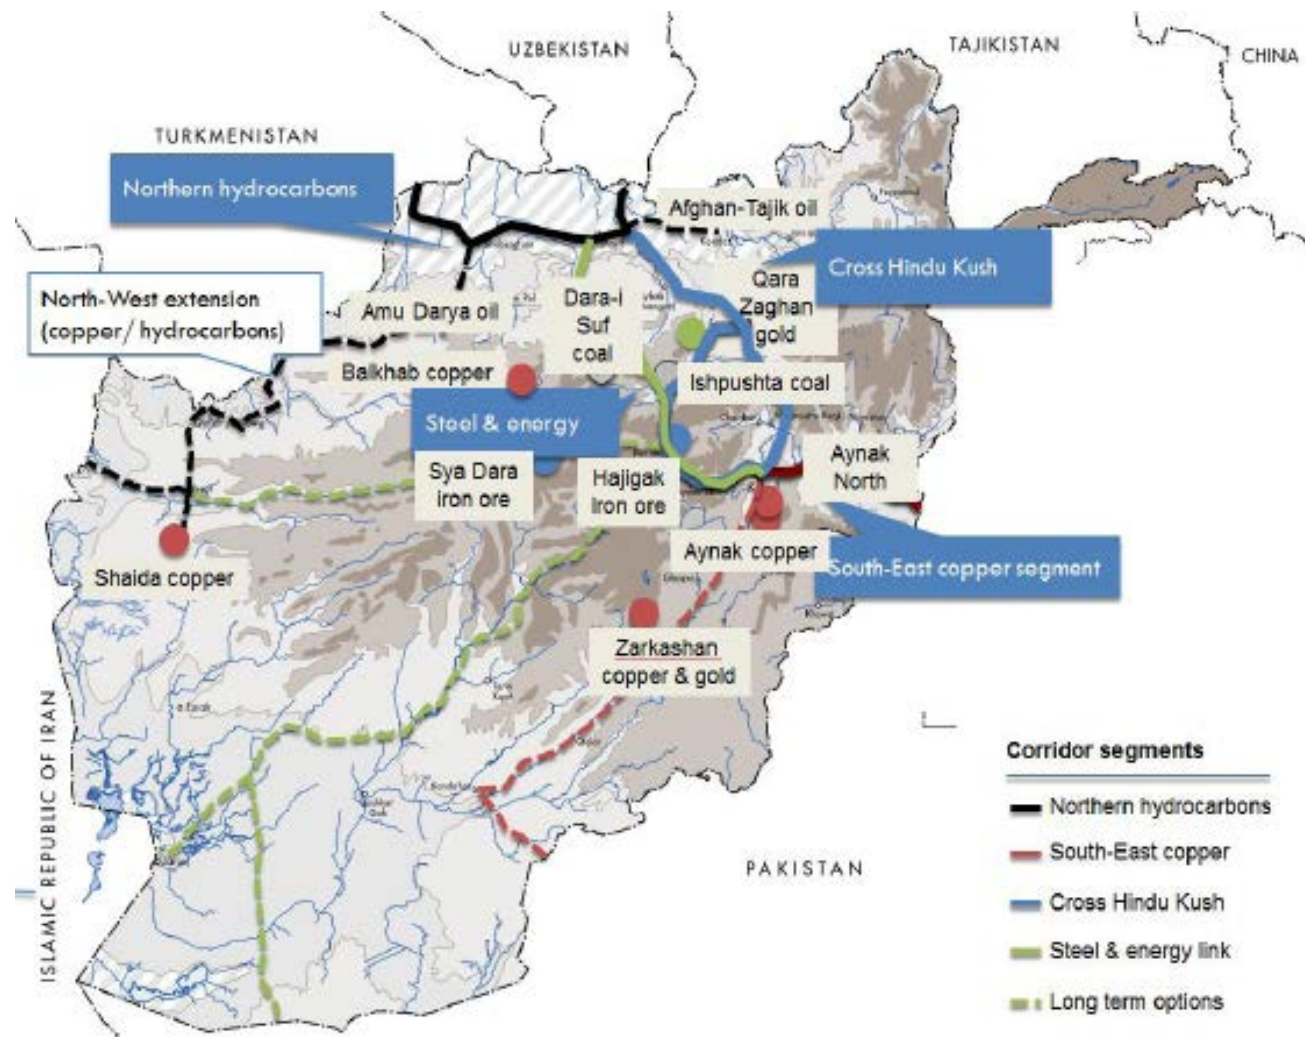 UZBEKISTAN
TAJIKISTAN
CHINA
TURKMENISTAN
Northern hydrocarbons
Afghan-Tajik oil
Cross Hindu Kush
North-West extension
(copper/ hydrocarbons)
Amu Darya oil
Dara-i
Suf
coal
Qara
Zaghan
gold
Balkhab copper
Ishpushta coal
Steel & energy
Sya Dara
iron ore
Hajigak
Iron ore
Aynak
North
Aynak copper
South-East copper segment
Shaida copper
Zarkashan
copper & gold
ISLAMIC REPUBLIC OF IRAN
PAKISTAN
Corridor segments
Northern hydrocarbons
South-East copper
Cross Hindu Kush
Steel & energy link
Long term options